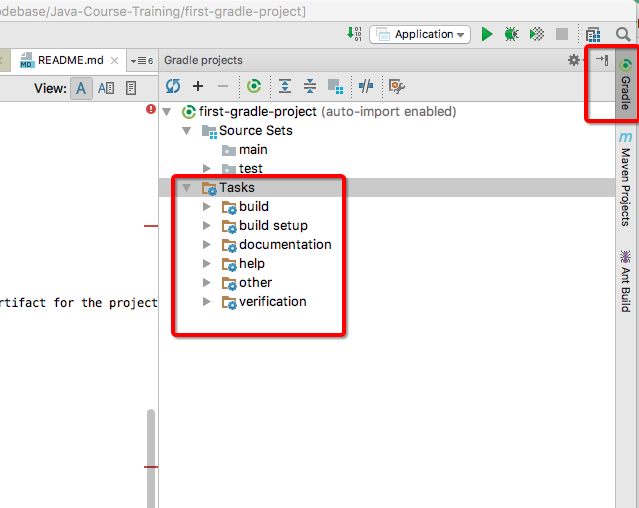 odebase/Java-Course-Training/first-gradle-project]
Application
README.md
6
Gradle projects
View: A A
first-gradle-project (auto-import enabled)
Source Sets
main
test
Tasks
build
build setup
documentation
help
other
verification
rtifact for the project
Gradle
Maven Projects
Ant Build